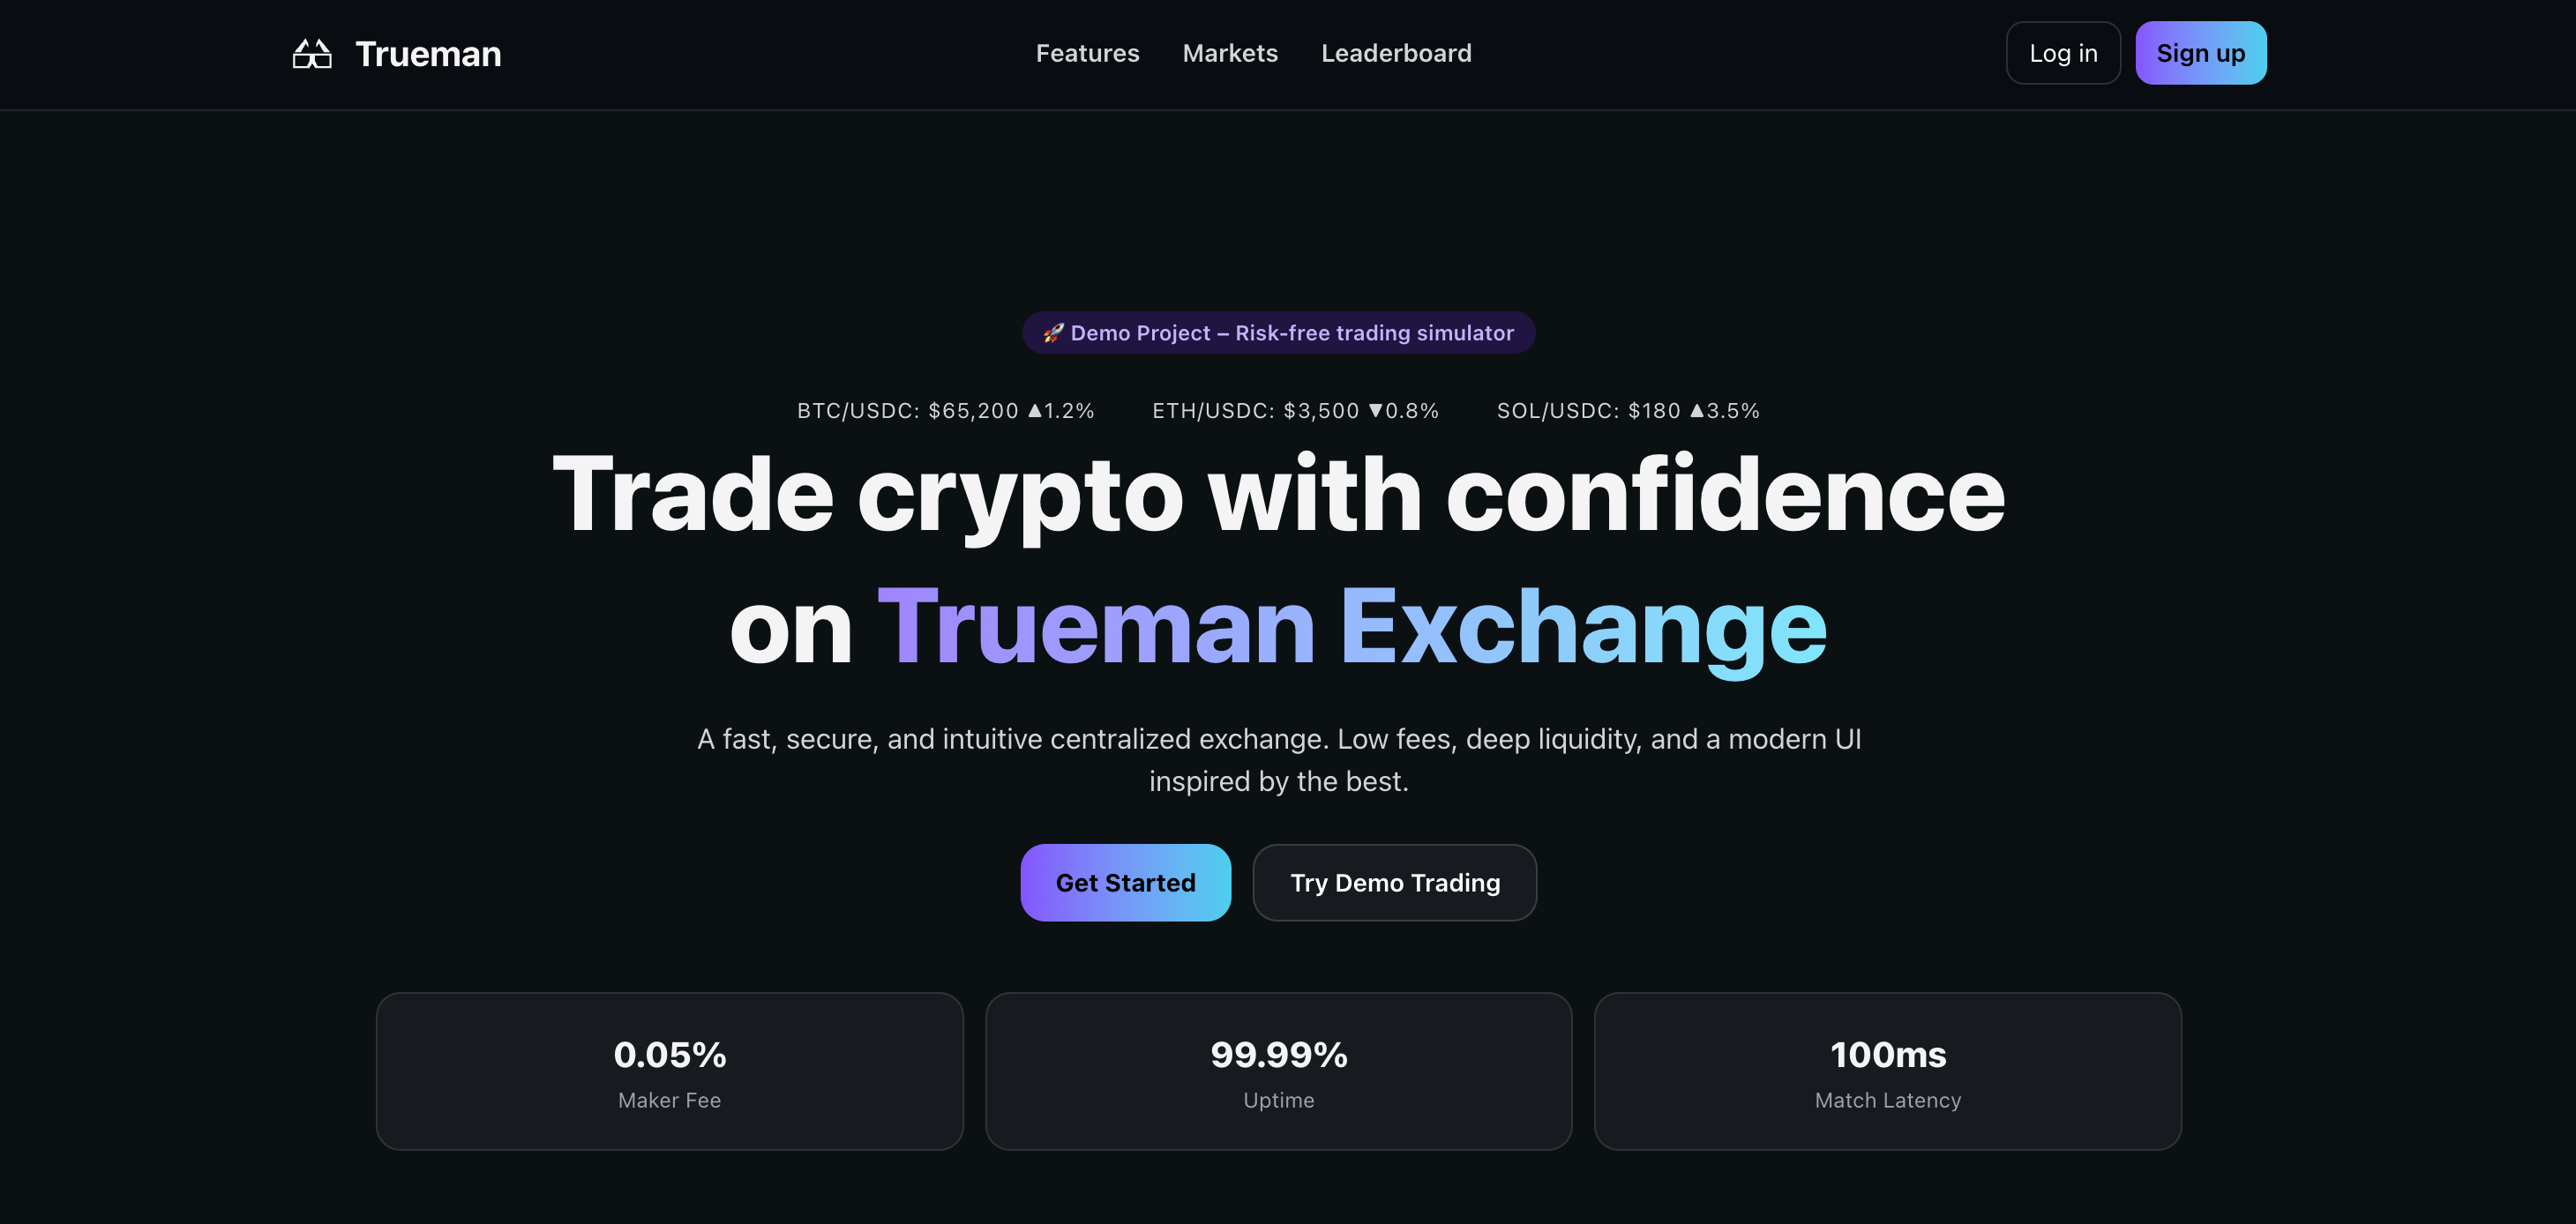 Trueman
Features Markets Leaderboard
Log in Sign up
🚀 Demo Project – Risk-free trading simulator
BTC/USDC: $65,200 ▲1.2% ETH/USDC: $3,500 ▼0.8% SOL/USDC: $180 ▲3.5%
Trade crypto with confidence
on Trueman Exchange
A fast, secure, and intuitive centralized exchange. Low fees, deep liquidity, and a modern UI
inspired by the best.
Get Started Try Demo Trading
0.05%
Maker Fee
99.99%
Uptime
100ms
Match Latency